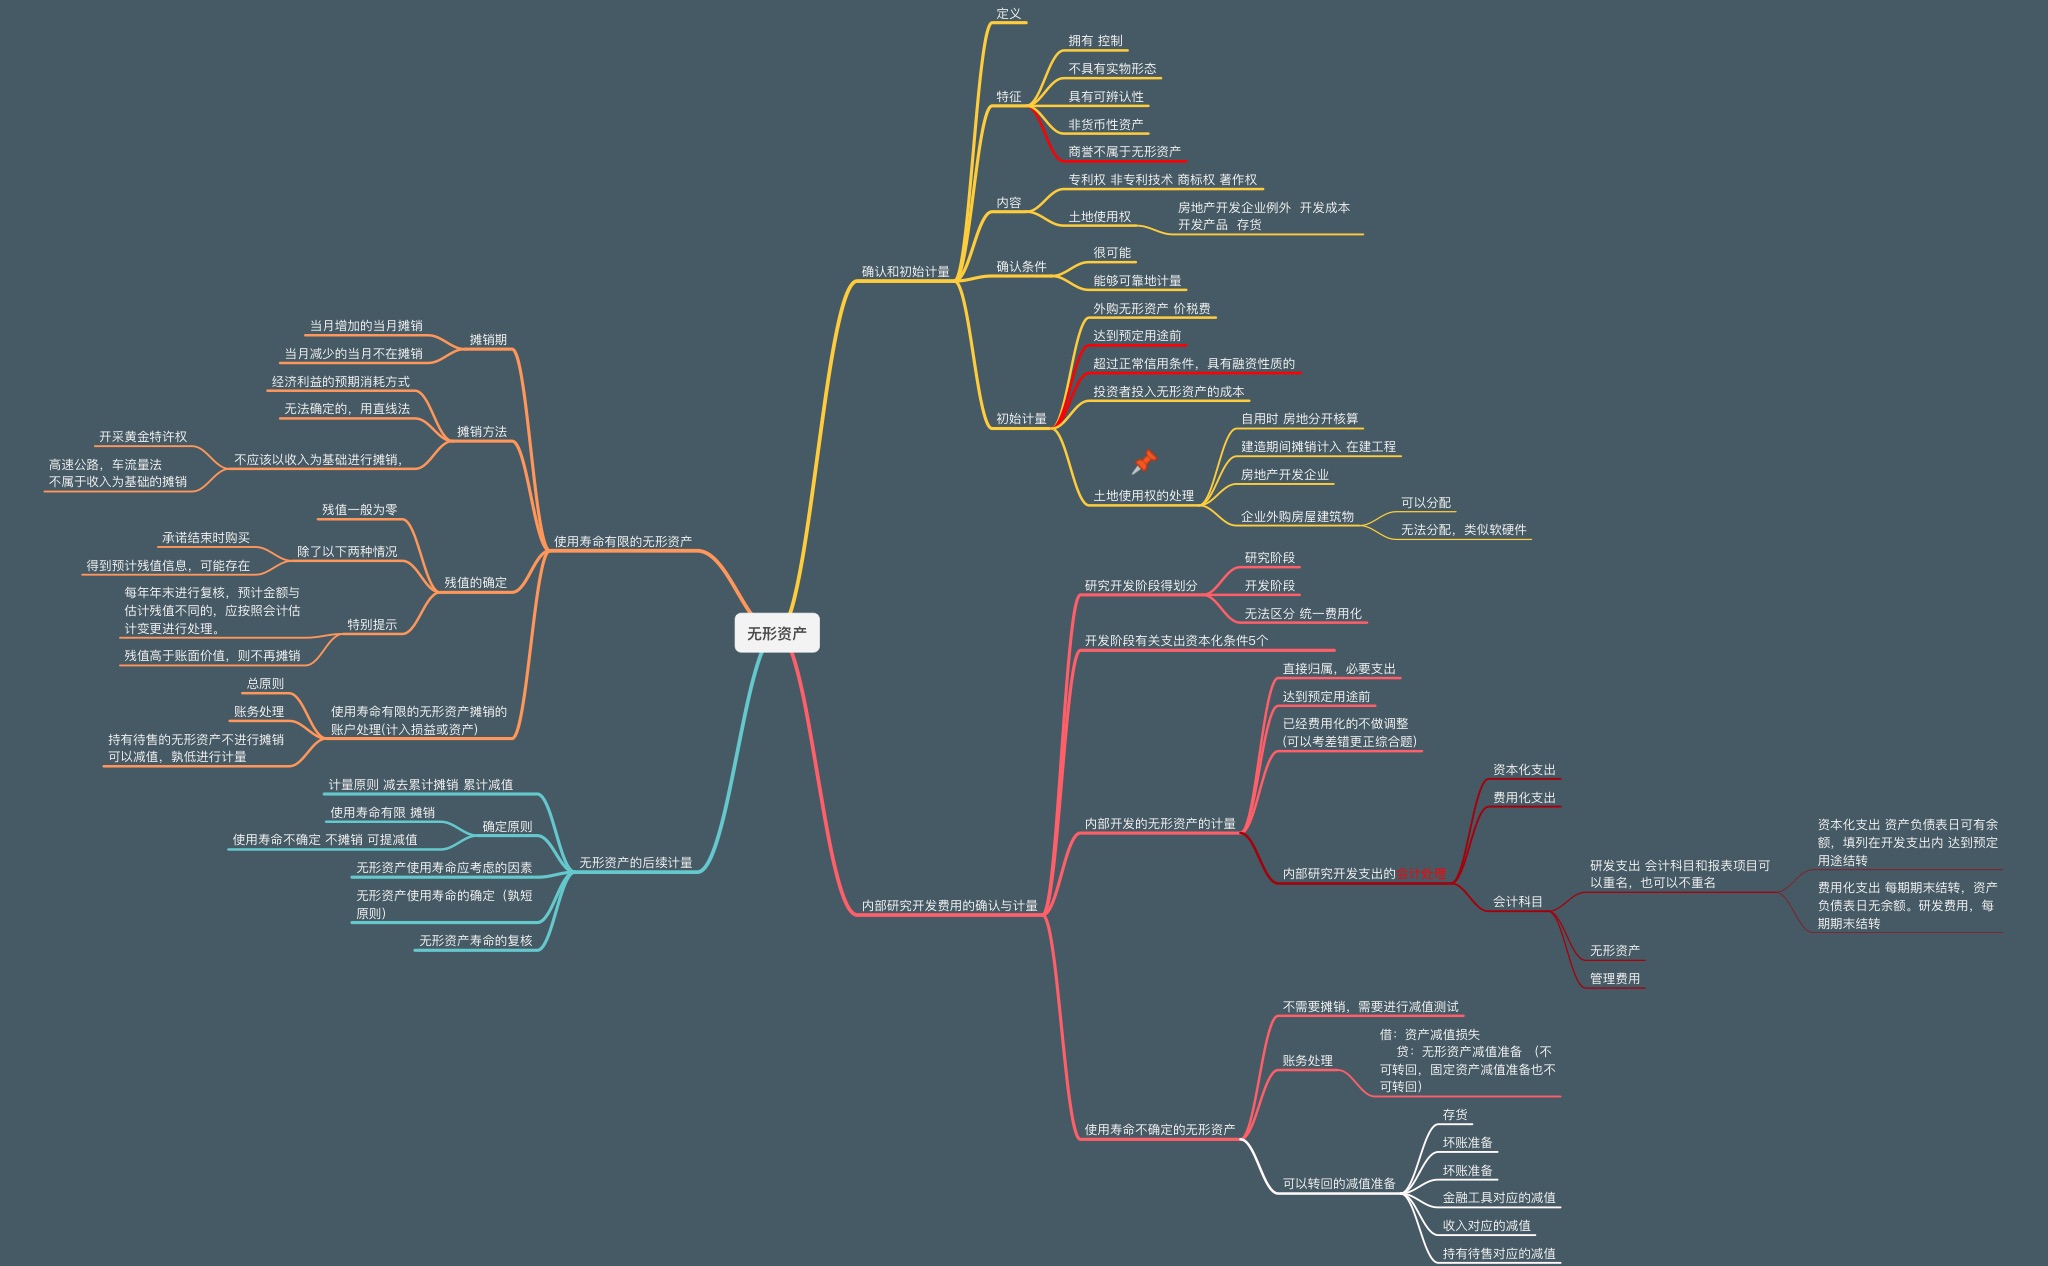 无形资产
确认和初始计量
定义
特征
拥有 控制
不具有实物形态
具有可辨认性
非货币性资产
商誉不属于无形资产
内容
专利权 非专利技术 商标权 著作权
土地使用权
房地产开发企业例外 开发成本
开发产品 存货
确认条件
很可能
能够可靠地计量
初始计量
外购无形资产 价税费
达到预定用途前
超过正常信用条件，具有融资性质的
投资者投入无形资产的成本
土地使用权的处理
自用时 房地分开核算
建造期间摊销计入 在建工程
房地产开发企业
企业外购房屋建筑物
可以分配
无法分配，类似软硬件
内部研究开发费用的确认与计量
研究开发阶段得划分
研究阶段
开发阶段
无法区分 统一费用化
开发阶段有关支出资本化条件5个
内部开发的无形资产的计量
直接归属，必要支出
达到预定用途前
已经费用化的不做调整
(可以考差错更正综合题)
内部研究开发支出的会计处理
资本化支出
费用化支出
会计科目
研发支出 会计科目和报表项目可
以重名，也可以不重名
资本化支出 资产负债表日可有余
额，填列在开发支出内 达到预定
用途结转
费用化支出 每期期末结转，资产
负债表日无余额。研发费用，每
期期末结转
无形资产
管理费用
使用寿命不确定的无形资产
不需要摊销，需要进行减值测试
账务处理
借：资产减值损失
贷：无形资产减值准备 （不
可转回，固定资产减值准备也不
可转回）
可以转回的减值准备
存货
坏账准备
坏账准备
金融工具对应的减值
收入对应的减值
持有待售对应的减值
使用寿命有限的无形资产
摊销期
当月增加的当月摊销
当月减少的当月不在摊销
摊销方法
经济利益的预期消耗方式
无法确定的，用直线法
不应该以收入为基础进行摊销，
开采黄金特许权
高速公路，车流量法
不属于收入为基础的摊销
残值的确定
残值一般为零
除了以下两种情况
承诺结束时购买
得到预计残值信息，可能存在
特别提示
每年年末进行复核，预计金额与
估计残值不同的，应按照会计估
计变更进行处理。
残值高于账面价值，则不再摊销
使用寿命有限的无形资产摊销的
账户处理(计入损益或资产)
总原则
账务处理
持有待售的无形资产不进行摊销
可以减值，孰低进行计量
无形资产的后续计量
计量原则 减去累计摊销 累计减值
确定原则
使用寿命有限 摊销
使用寿命不确定 不摊销 可提减值
无形资产使用寿命应考虑的因素
无形资产使用寿命的确定（孰短
原则）
无形资产寿命的复核